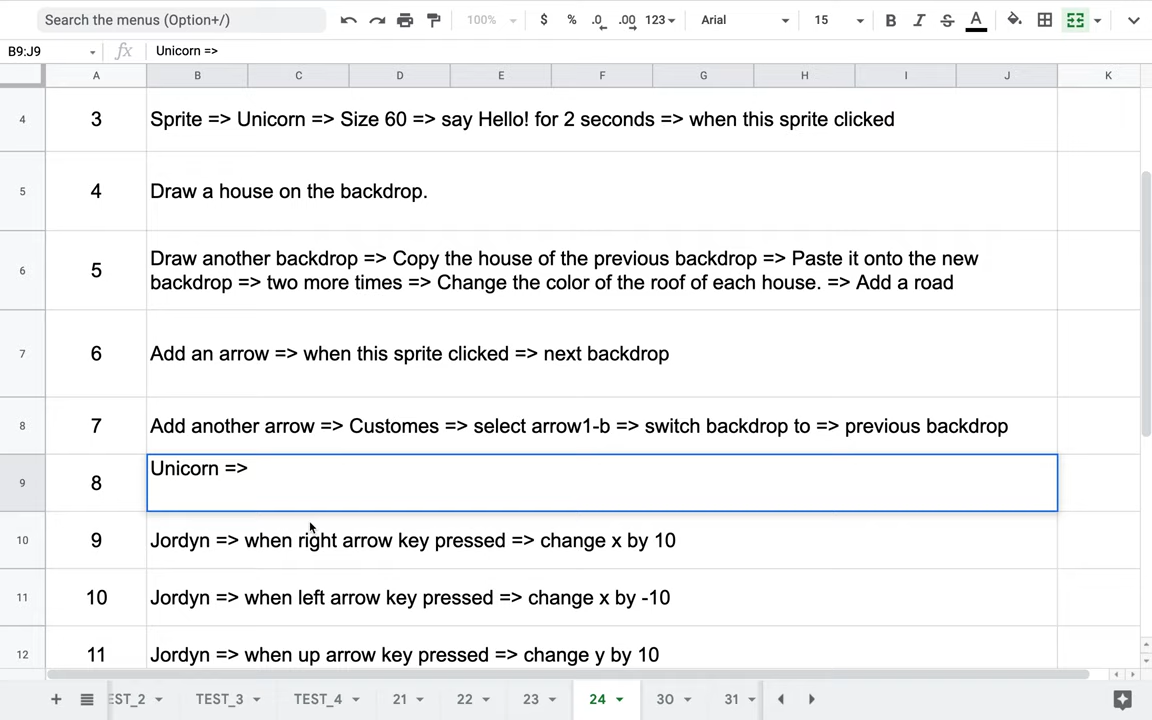 Search the menus (Option+/)
100%
$ % .0 .00 123
Arial
15
B I S A
B9:J9
fx
Unicorn =>
A B C D E F G H I J K
4 3 Sprite => Unicorn => Size 60 => say Hello! for 2 seconds => when this sprite clicked
5 4 Draw a house on the backdrop.
6 5 Draw another backdrop => Copy the house of the previous backdrop => Paste it onto the new
backdrop => two more times => Change the color of the roof of each house. => Add a road
7 6 Add an arrow => when this sprite clicked => next backdrop
8 7 Add another arrow => Customes => select arrow1-b => switch backdrop to => previous backdrop
9 8 Unicorn =>
10 9 Jordyn => when right arrow key pressed => change x by 10
11 10 Jordyn => when left arrow key pressed => change x by -10
12 11 Jordyn => when up arrow key pressed => change y by 10
EST_2 TEST_3 TEST_4 21 22 23 24 30 31